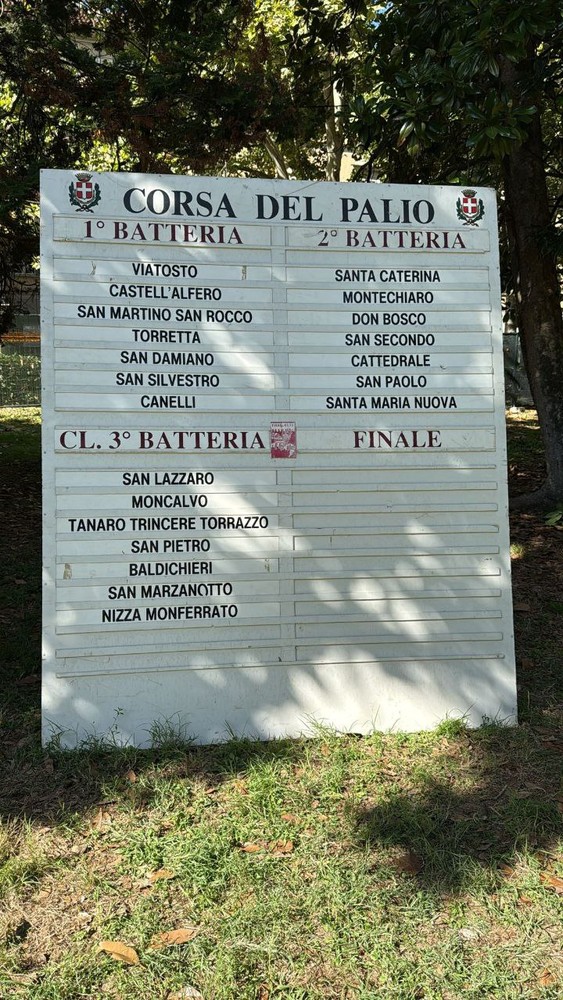 CORSA DEL PALIO
1° BATTERIA
VIATOSTO
CASTELL'ALFERO
SAN MARTINO SAN ROCCO
TORRETTA
SAN DAMIANO
SAN SILVESTRO
CANELLI
2° BATTERIA
SANTA CATERINA
MONTECHIARO
DON BOSCO
SAN SECONDO
CATTEDRALE
SAN PAOLO
SANTA MARIA NUOVA
CL. 3° BATTERIA
SAN LAZZARO
MONCALVO
TANARO TRINCERE TORRAZZO
SAN PIETRO
BALDICHIERI
SAN MARZANOTTO
NIZZA MONFERRATO
FINALE